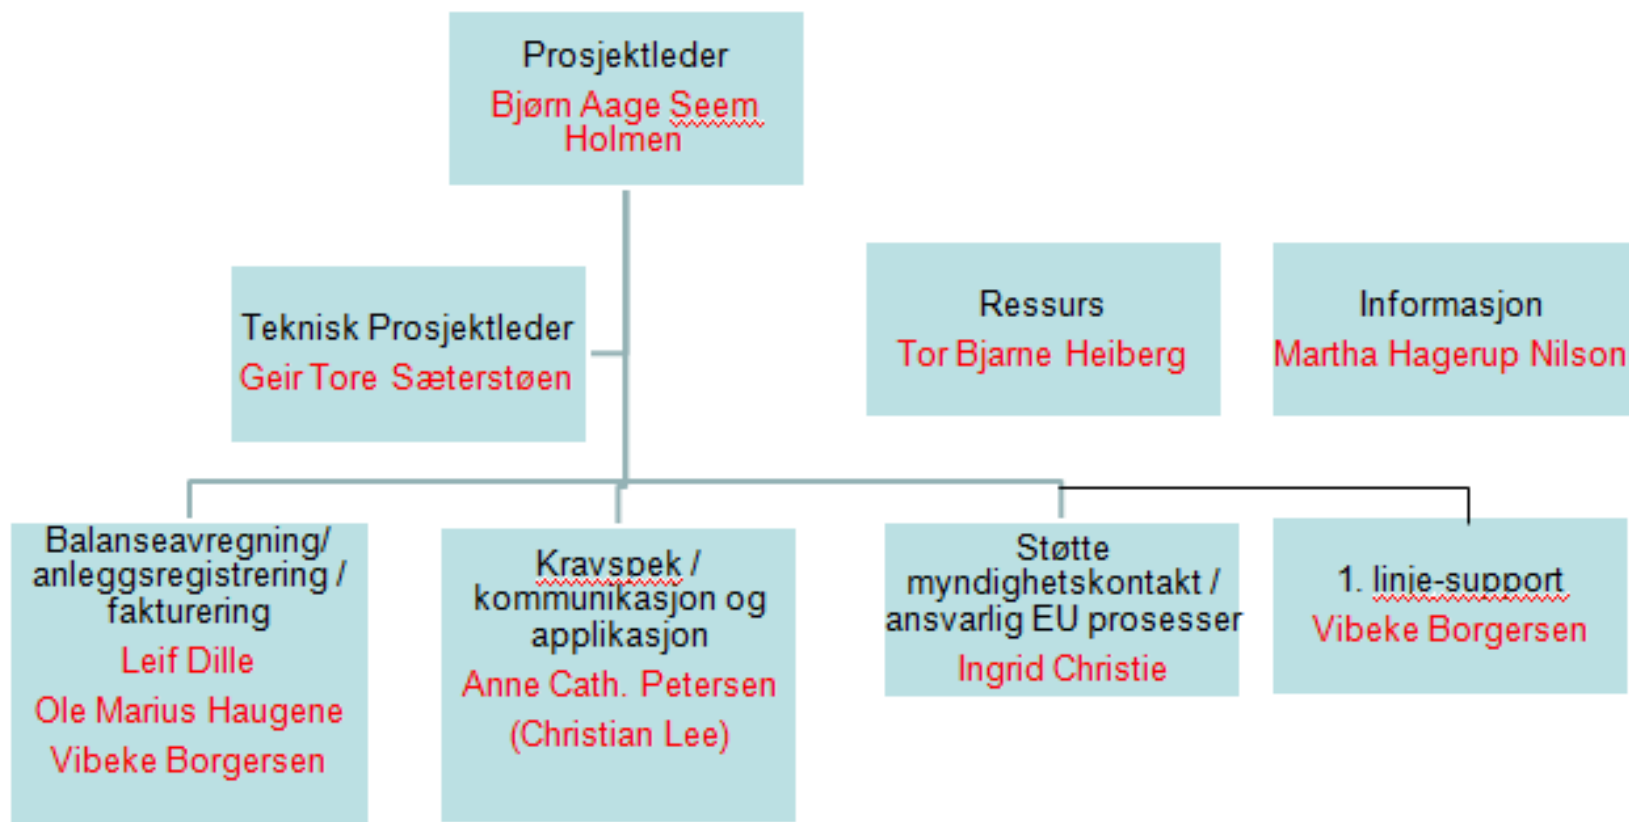 Prosjektleder
Bjørn Aage Seem
Holmen
Teknisk Prosjektleder
Geir Tore Sæterstøen
Ressurs
Tor Bjarne Heiberg
Informasjon
Martha Hagerup Nilson
Balanseavregning/
anleggsregistrering /
fakturering
Leif Dille
Ole Marius Haugene
Vibeke Borgersen
Kravspek /
kommunikasjon og
applikasjon
Anne Cath. Petersen
(Christian Lee)
Støtte
myndighetskontakt /
ansvarlig EU prosesser
Ingrid Christie
1. linje-support
Vibeke Borgersen